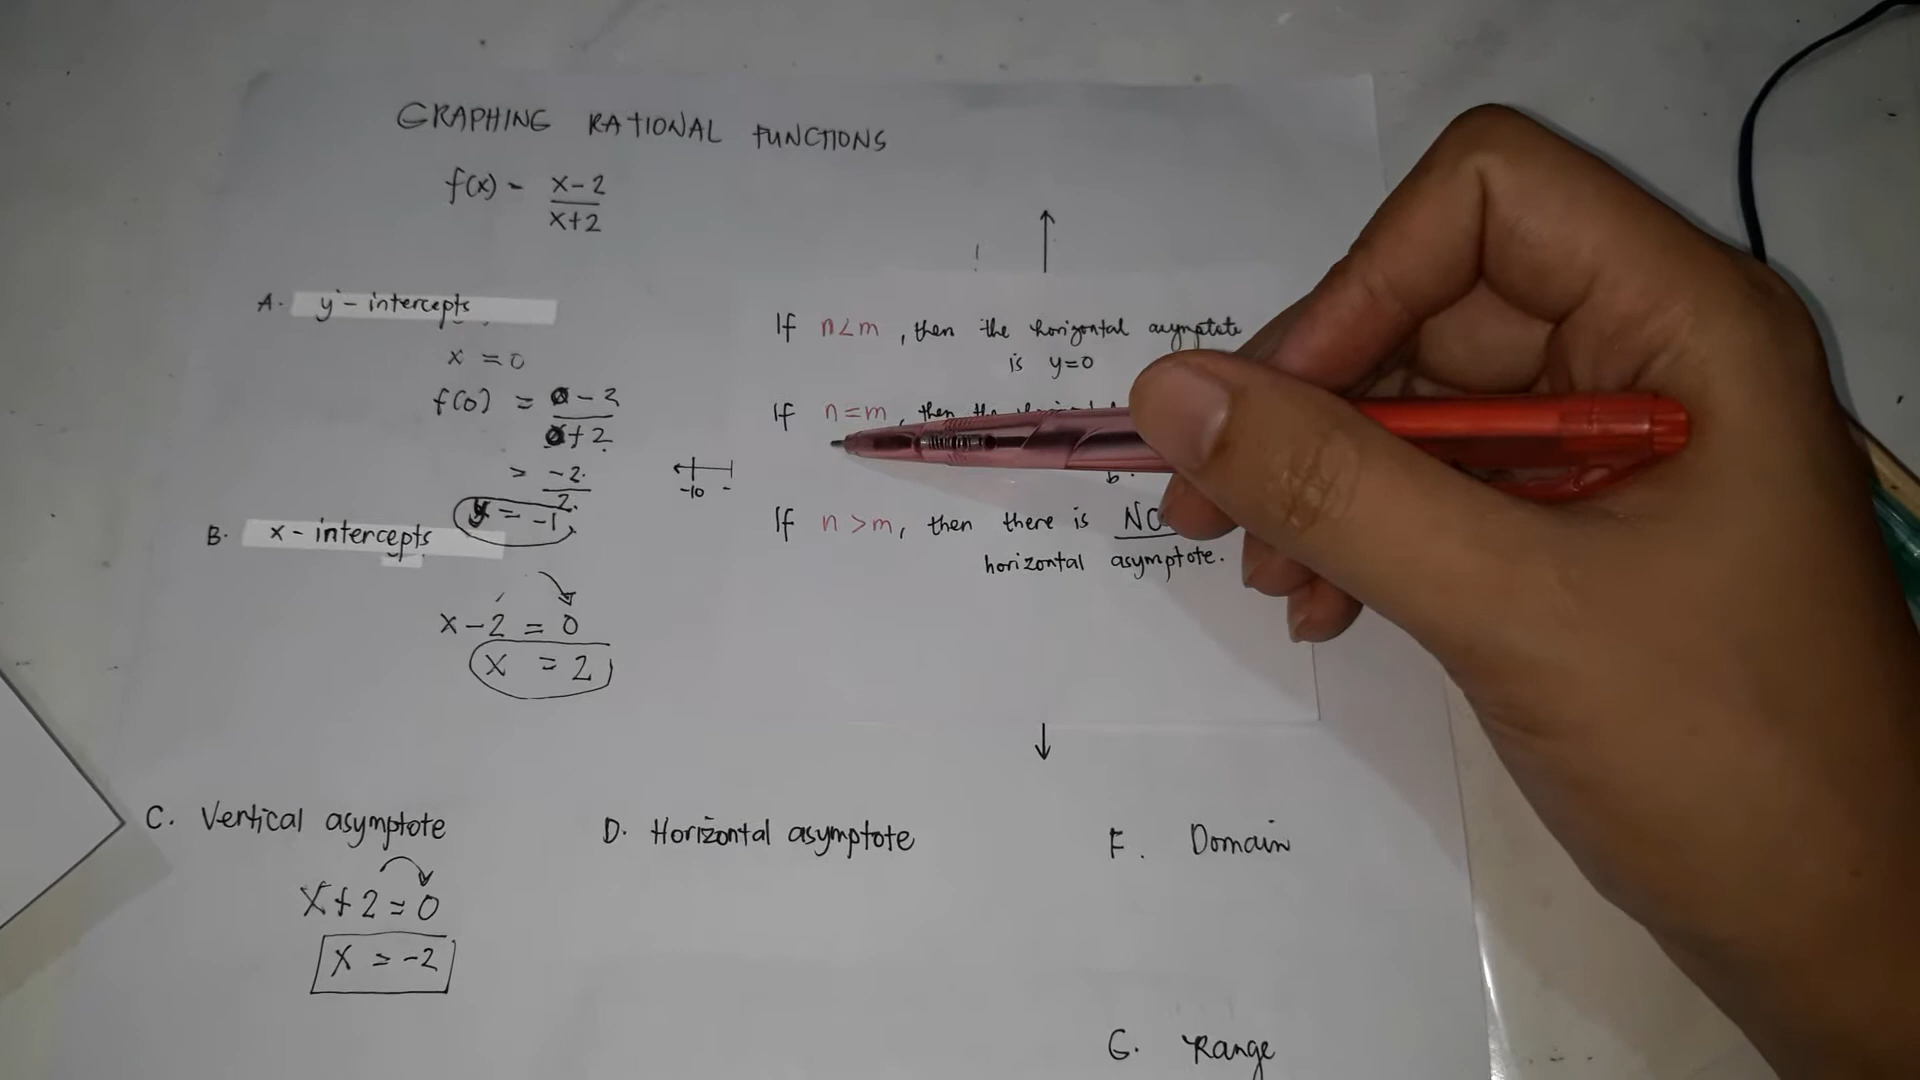 GRAPHING RATIONAL FUNCTIONS
f(x) = x-2
x+2
A. y - intercepts
x = 0
f(0) = 0 - 2
0 + 2
= -2
2
y = -1
B. x - intercepts
x - 2 = 0
x = 2
-10
If n<m, then the horizontal asymptote
is y=0
If n=m, then the
b
If n>m, then there is NO
horizontal asymptote.
C. Vertical asymptote
x + 2 = 0
x = -2
D. Horizontal asymptote
F. Domain
G. Range